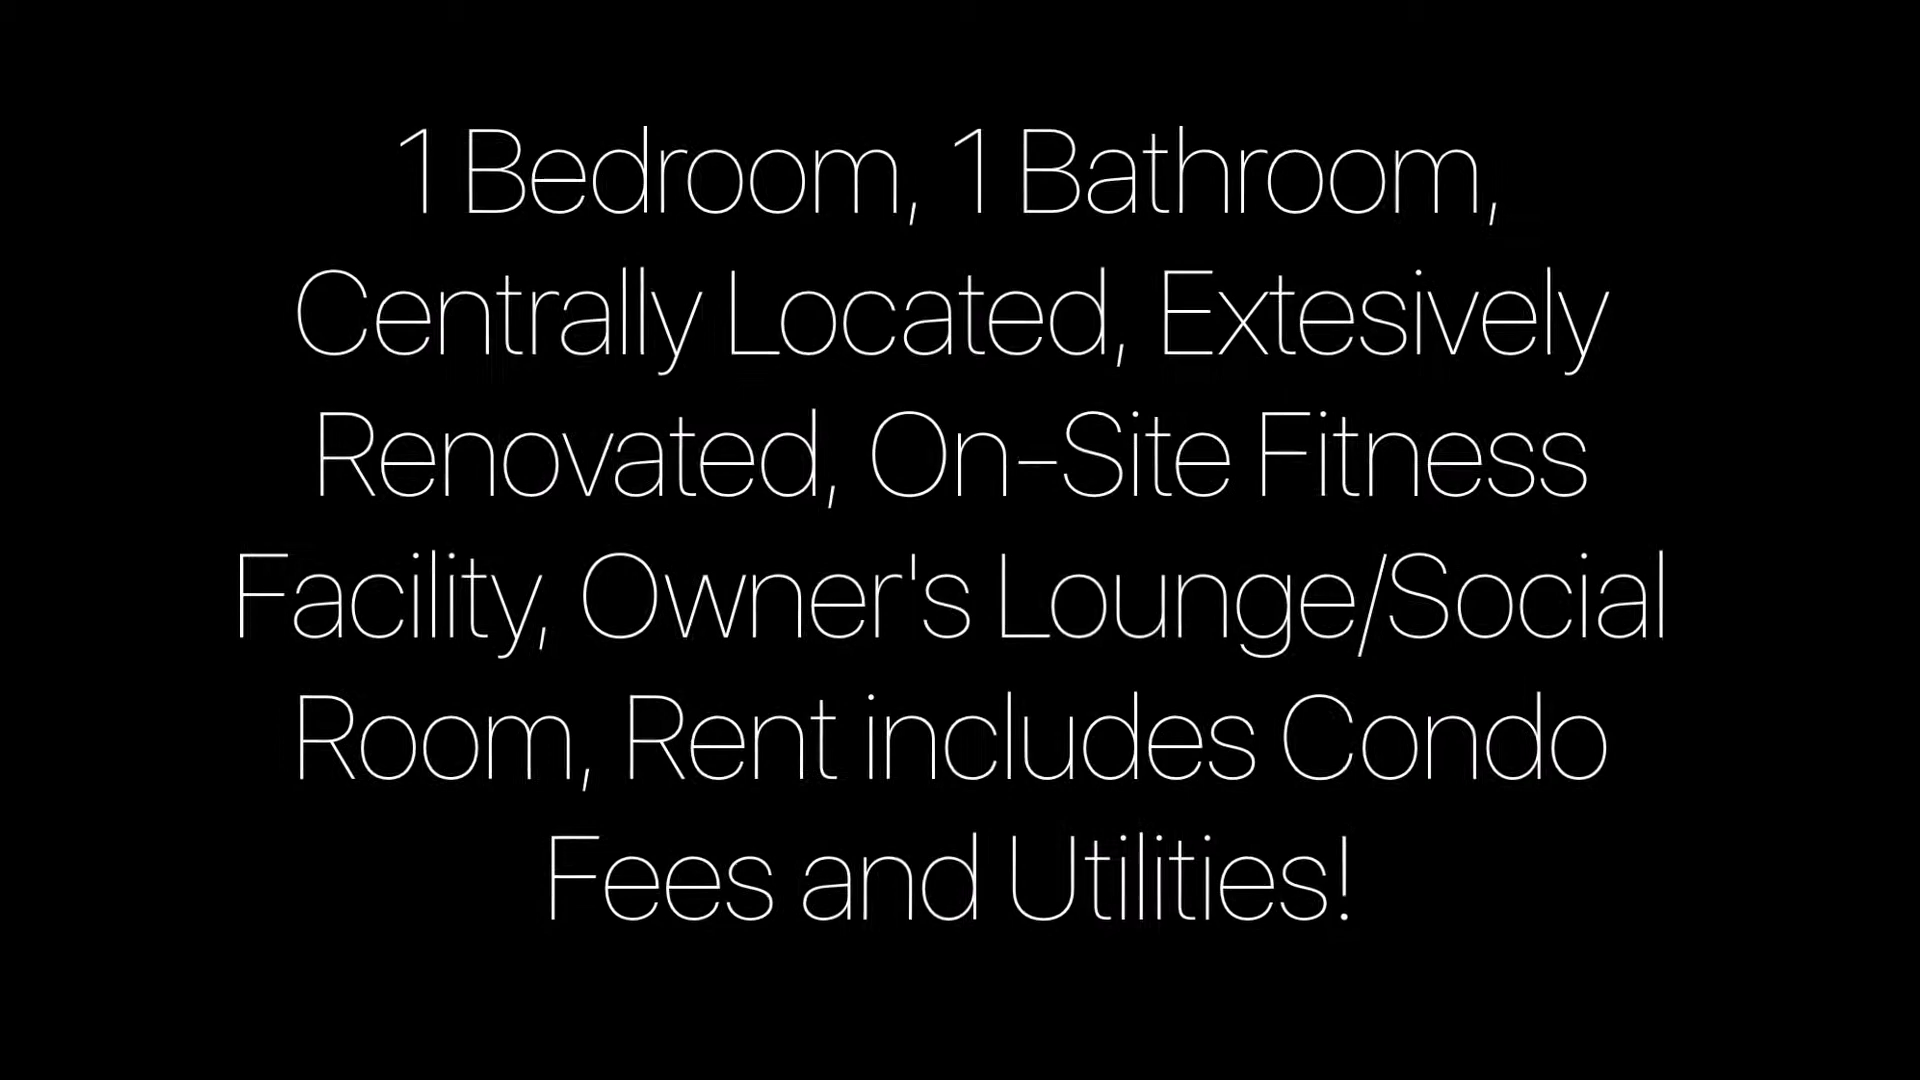 1 Bedroom, 1 Bathroom,
Centrally Located, Extesively
Renovated, On-Site Fitness
Facility, Owner's Lounge/Social
Room, Rent includes Condo
Fees and Utilities!